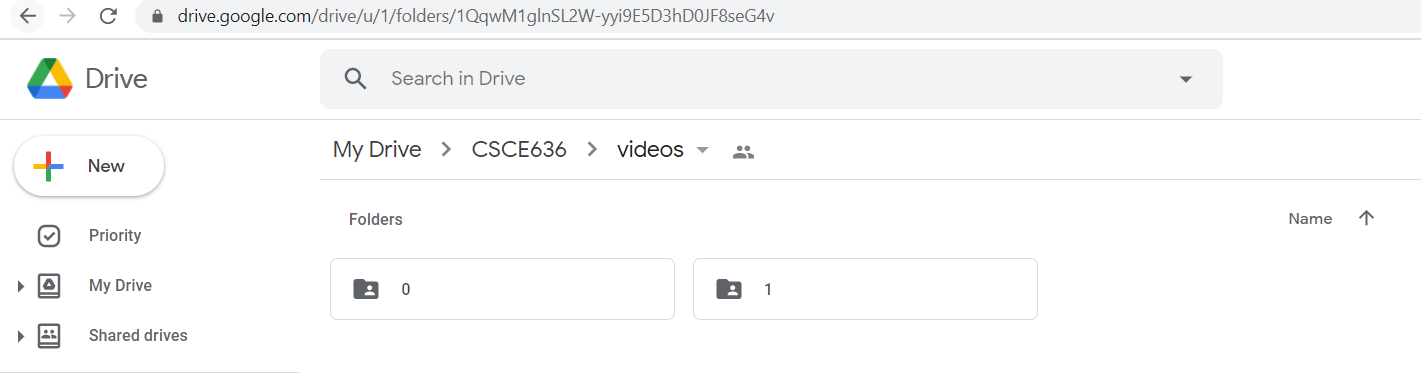 drive.google.com/drive/u/1/folders/1QqwM1glnSL2W-yyi9E5D3hD0JF8seG4v
Drive
Search in Drive
My Drive > CSCE636 > videos
New
Folders
Name
Priority
My Drive
Shared drives
0
1